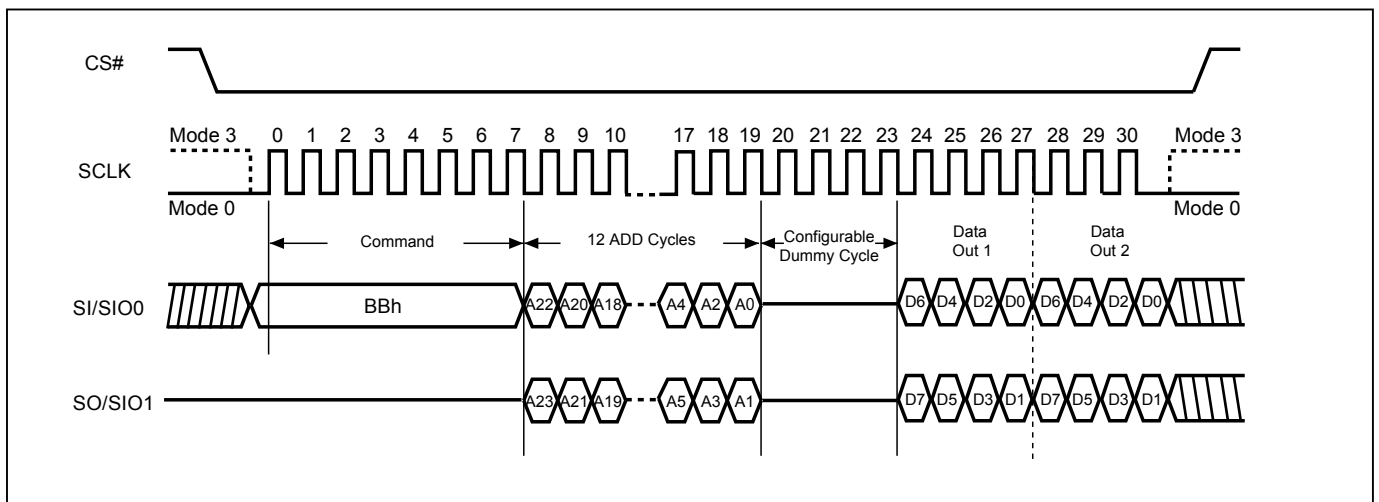 CS#
Mode 3 0 1 2 3 4 5 6 7 8 9 10 17 18 19 20 21 22 23 24 25 26 27 28 29 30 Mode 3
SCLK
Mode 0 Mode 0
Command 12 ADD Cycles Configurable Dummy Cycle Data Out 1 Data Out 2
SI/SIO0 BBh A22 A20 A18 A4 A2 A0 D6 D4 D2 D0 D6 D4 D2 D0
SO/SIO1 A23 A21 A19 A5 A3 A1 D7 D5 D3 D1 D7 D5 D3 D1